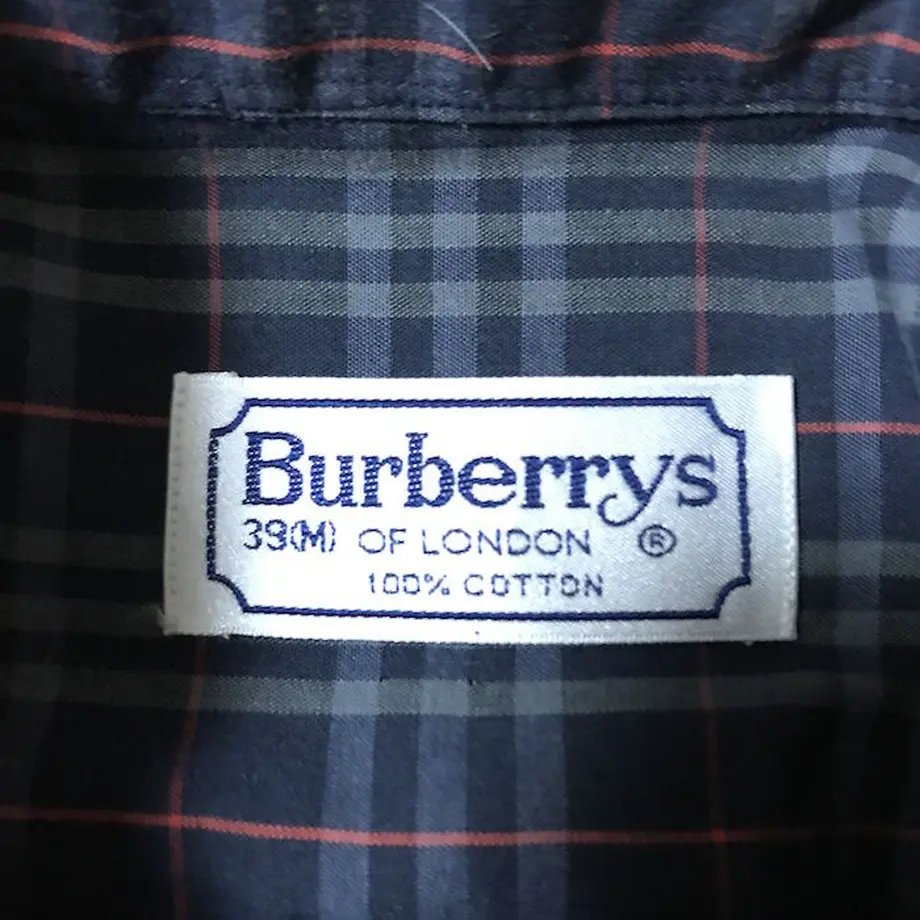 Burberrys
39(M) OF LONDON ®
100% COTTON